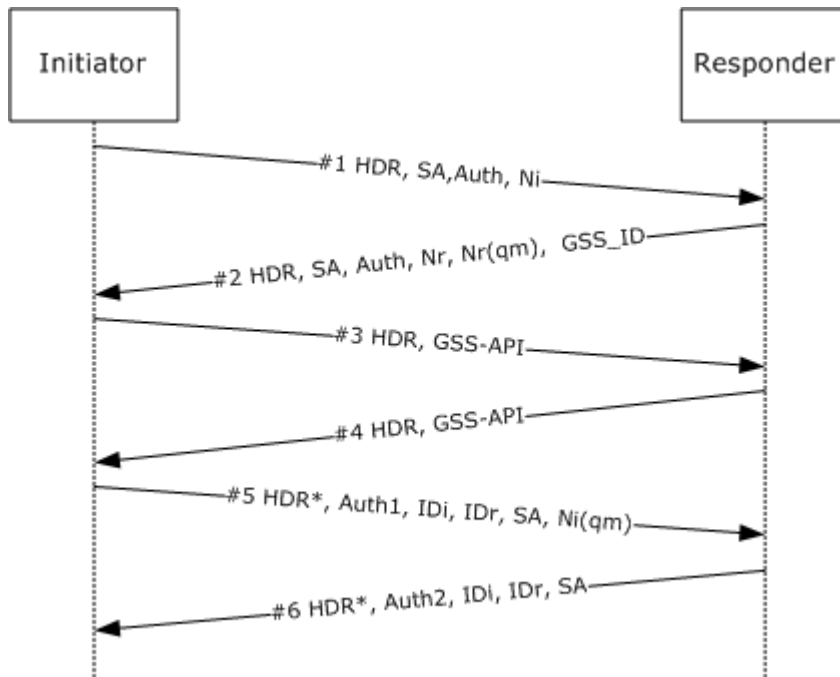 Initiator
Responder
#1 HDR, SA,Auth, Ni
#2 HDR, SA, Auth, Nr, Nr(qm), GSS_ID
#3 HDR, GSS-API
#4 HDR, GSS-API
#5 HDR*, Auth1, IDi, IDr, SA, Ni(qm)
#6 HDR*, Auth2, IDi, IDr, SA